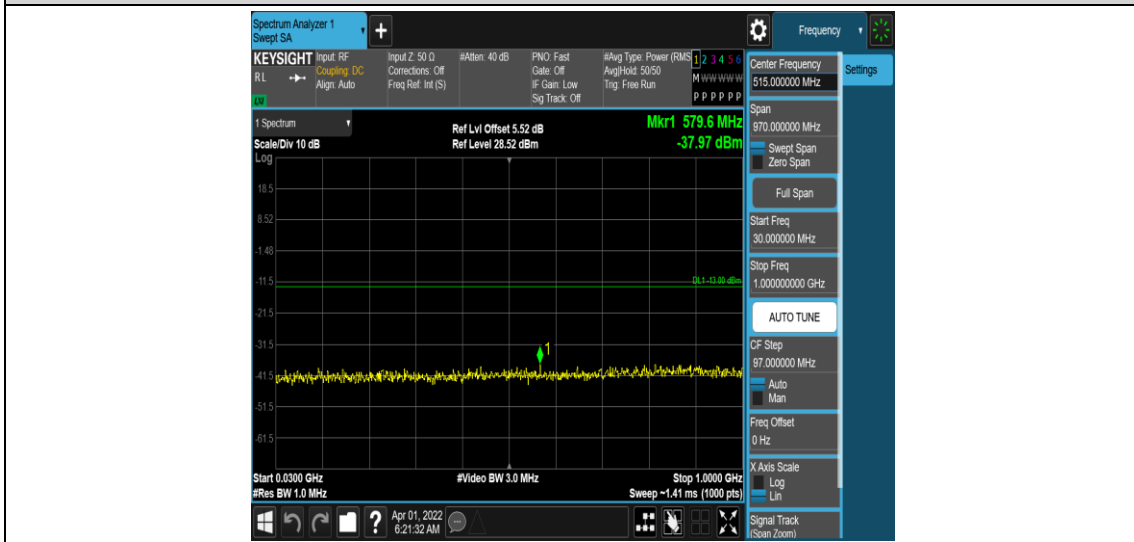 Spectrum Analyzer 1
Swept SA
+
Frequency
KEYSIGHT
RL
Input: RF
Coupling: DC
Align: Auto
Input Z: 50 Ω
Corrections: Off
Freq Ref: Int (S)
#Atten: 40 dB
PNO: Fast
Gate: Off
IF Gain: Low
Sig Track: Off
#Avg Type: Power (RMS
Avg|Hold: 50/50
Trig: Free Run
1 2 3 4 5 6
M W W W W W
P P P P P P
Center Frequency
515.000000 MHz
Settings
Span
970.000000 MHz
Swept Span
Zero Span
Full Span
Start Freq
30.000000 MHz
Stop Freq
1.000000000 GHz
AUTO TUNE
CF Step
97.000000 MHz
Auto
Man
Freq Offset
0 Hz
X Axis Scale
Log
Lin
Signal Track
(Span Zoom)
1 Spectrum
Scale/Div 10 dB
Log
Ref Lvl Offset 5.52 dB
Ref Level 28.52 dBm
Mkr1 579.6 MHz
-37.97 dBm
18.5
8.52
-1.48
-11.5
DL1 -13.00 dBm
-21.5
-31.5
1
-41.5
-51.5
-61.5
Start 0.0300 GHz
#Video BW 3.0 MHz
Stop 1.0000 GHz
#Res BW 1.0 MHz
Sweep ~1.41 ms (1000 pts)
?
Apr 01, 2022
6:21:32 AM